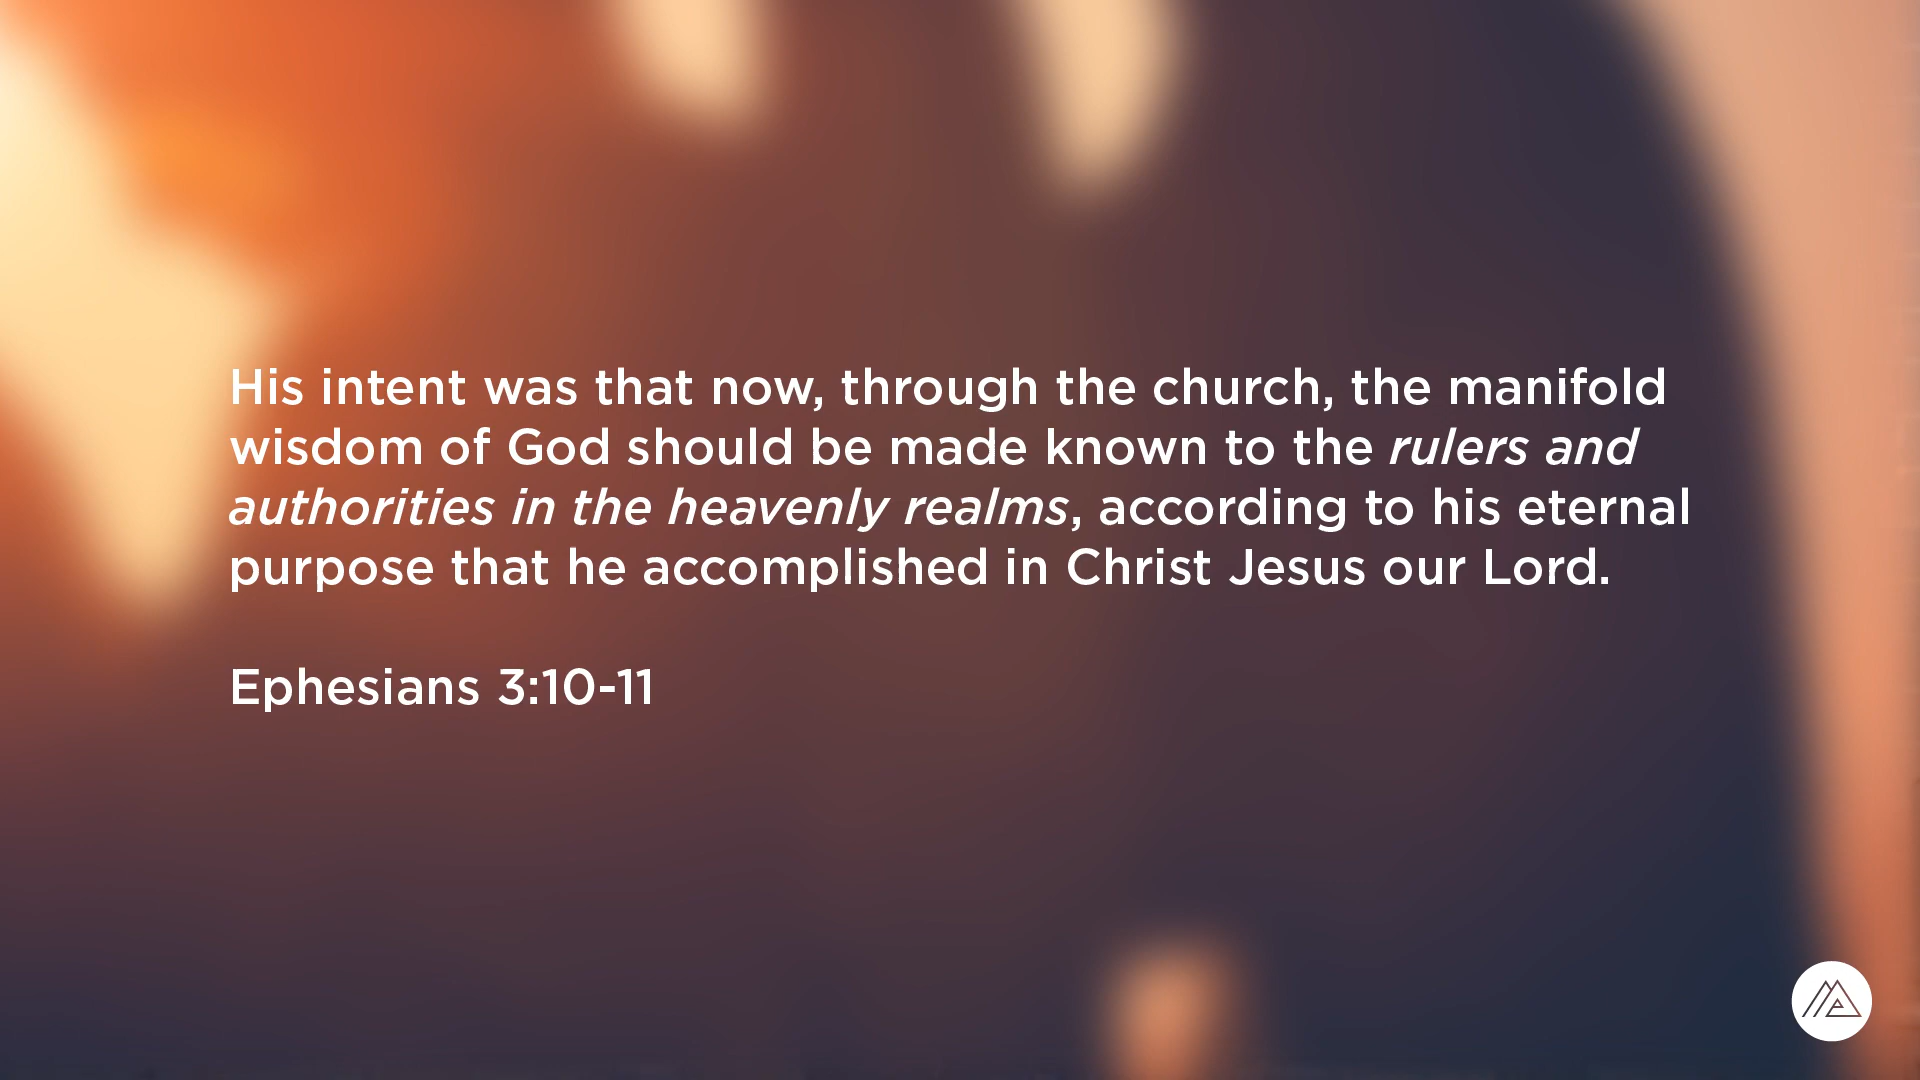 His intent was that now, through the church, the manifold
wisdom of God should be made known to the rulers and
authorities in the heavenly realms, according to his eternal
purpose that he accomplished in Christ Jesus our Lord.
Ephesians 3:10-11